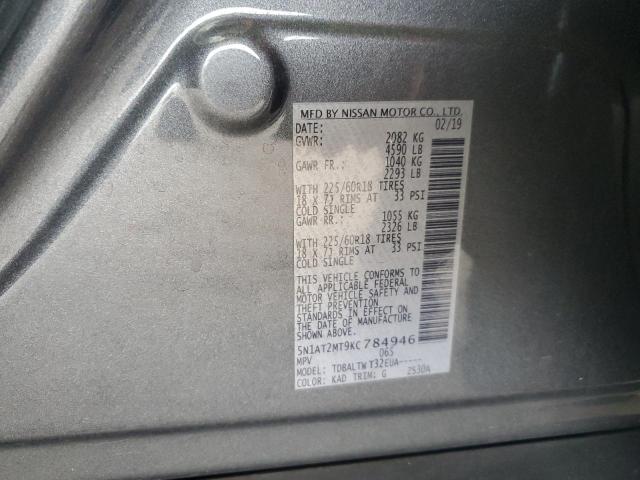 MFD BY NISSAN MOTOR CO., LTD.
DATE: 02/19
GVWR: 2082 KG
4590 LB
GAWR FR.: 1040 KG
2293 LB
WITH 225/60R18 TIRES
18 X 7J RIMS AT 33 PSI
COLD SINGLE
GAWR RR.: 1055 KG
2326 LB
WITH 225/60R18 TIRES
18 X 7J RIMS AT 33 PSI
COLD SINGLE
THIS VEHICLE CONFORMS TO
ALL APPLICABLE FEDERAL
MOTOR VEHICLE SAFETY AND
THEFT PREVENTION
STANDARDS IN EFFECT ON
THE DATE OF MANUFACTURE.
5N1AT2MT9KC784946
MPV 065
MODEL: TDBALTW T32EUA-----
COLOR: KAD TRIM: G 2530A